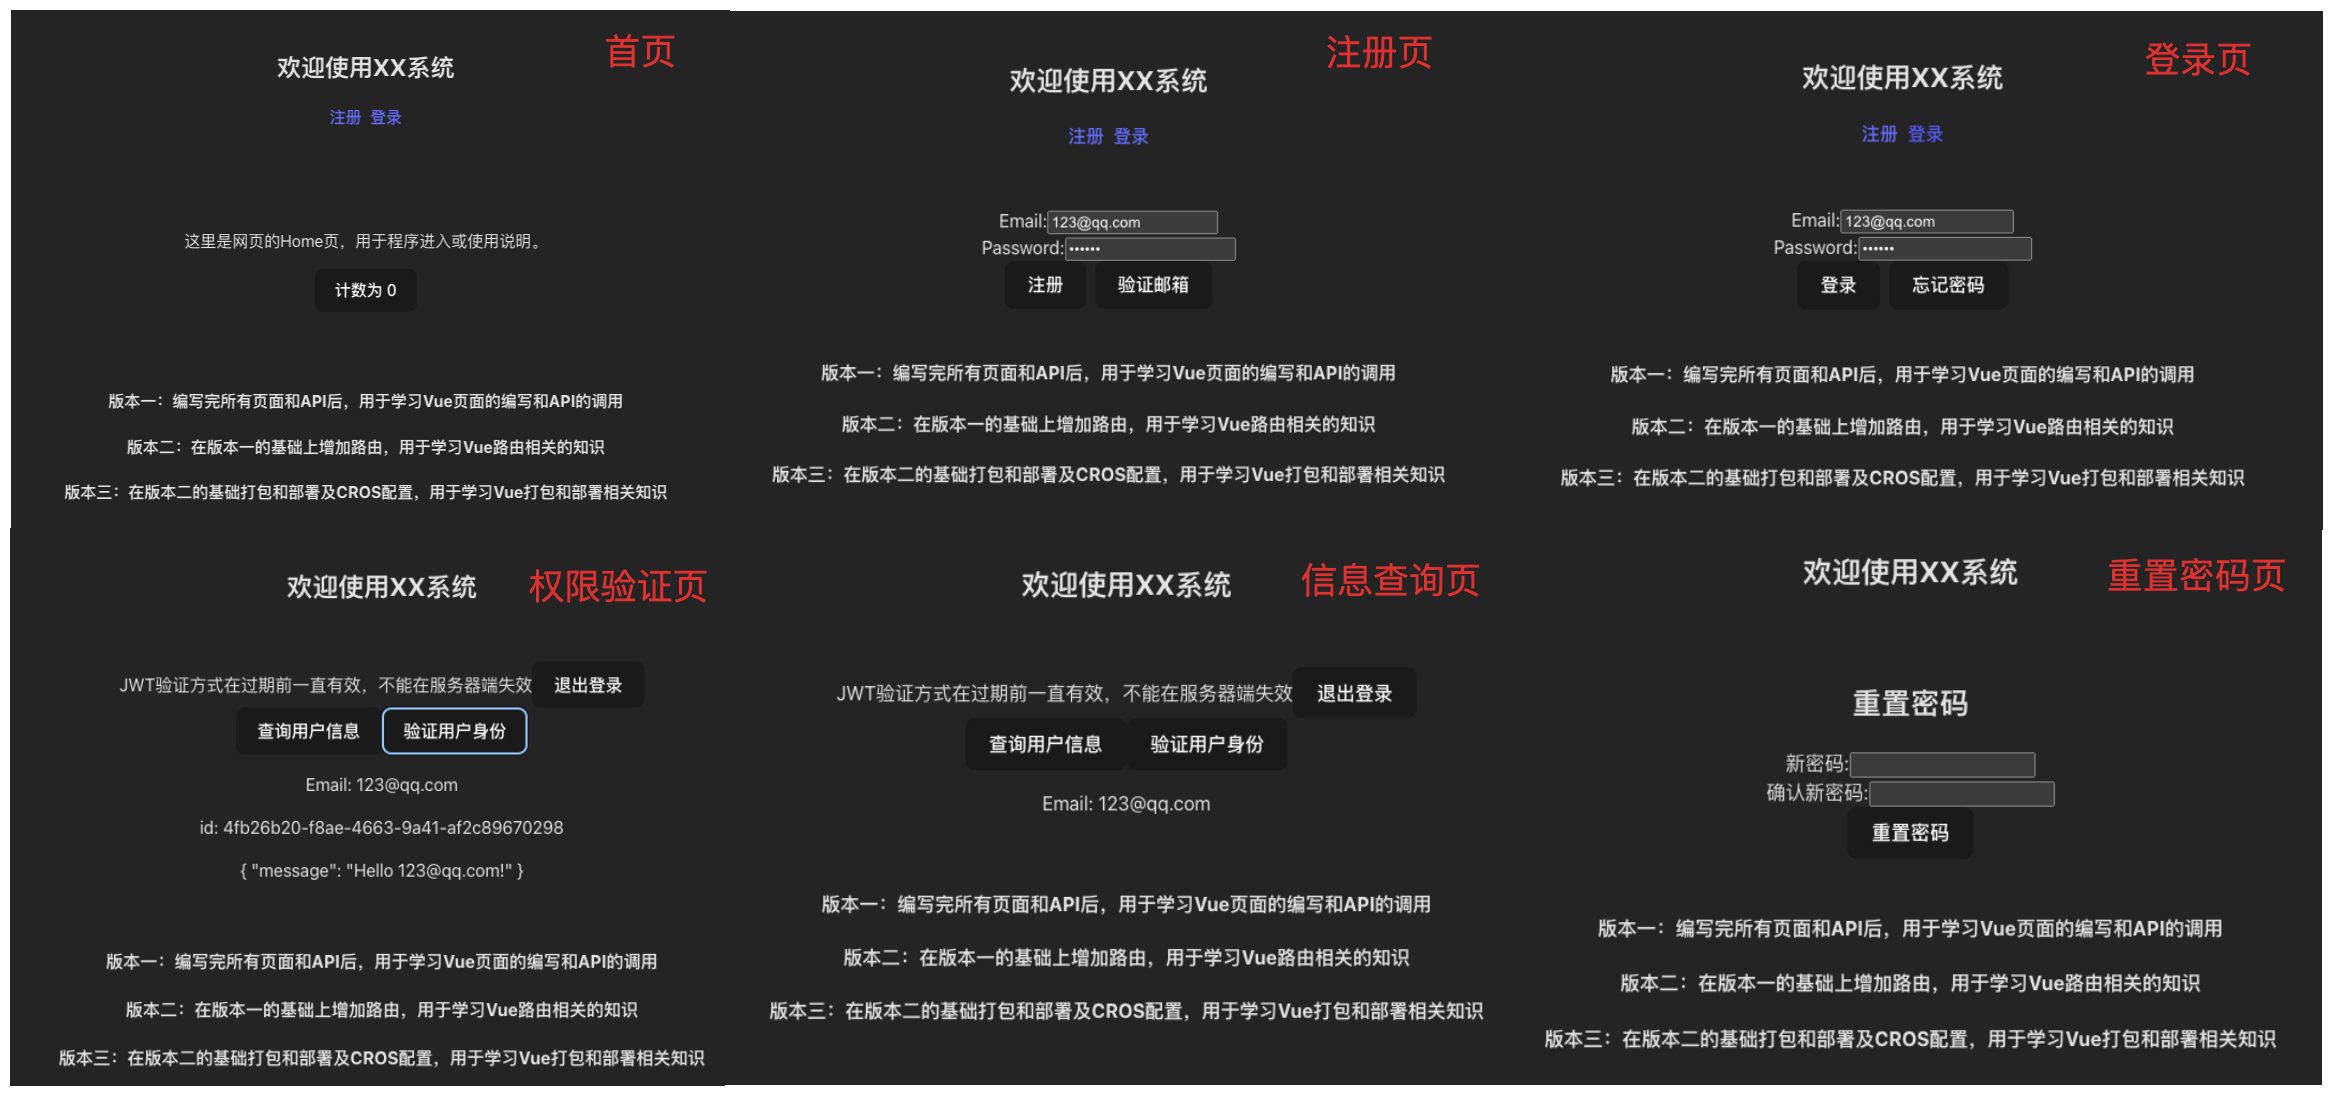 欢迎使用XX系统
首页
注册 登录
这里是网页的Home页，用于程序进入或使用说明。
计数为 0
版本一：编写完所有页面和API后，用于学习Vue页面的编写和API的调用
版本二：在版本一的基础上增加路由，用于学习Vue路由相关的知识
版本三：在版本二的基础打包和部署及CROS配置，用于学习Vue打包和部署相关知识
欢迎使用XX系统
注册页
注册 登录
Email:123@qq.com
Password:••••••
注册 验证邮箱
版本一：编写完所有页面和API后，用于学习Vue页面的编写和API的调用
版本二：在版本一的基础上增加路由，用于学习Vue路由相关的知识
版本三：在版本二的基础打包和部署及CROS配置，用于学习Vue打包和部署相关知识
欢迎使用XX系统
登录页
注册 登录
Email:123@qq.com
Password:••••••
登录 忘记密码
版本一：编写完所有页面和API后，用于学习Vue页面的编写和API的调用
版本二：在版本一的基础上增加路由，用于学习Vue路由相关的知识
版本三：在版本二的基础打包和部署及CROS配置，用于学习Vue打包和部署相关知识
欢迎使用XX系统
权限验证页
JWT验证方式在过期前一直有效，不能在服务器端失效 退出登录
查询用户信息 验证用户身份
Email: 123@qq.com
id: 4fb26b20-f8ae-4663-9a41-af2c89670298
{ "message": "Hello 123@qq.com!" }
版本一：编写完所有页面和API后，用于学习Vue页面的编写和API的调用
版本二：在版本一的基础上增加路由，用于学习Vue路由相关的知识
版本三：在版本二的基础打包和部署及CROS配置，用于学习Vue打包和部署相关知识
欢迎使用XX系统
信息查询页
JWT验证方式在过期前一直有效，不能在服务器端失效 退出登录
查询用户信息 验证用户身份
Email: 123@qq.com
版本一：编写完所有页面和API后，用于学习Vue页面的编写和API的调用
版本二：在版本一的基础上增加路由，用于学习Vue路由相关的知识
版本三：在版本二的基础打包和部署及CROS配置，用于学习Vue打包和部署相关知识
欢迎使用XX系统
重置密码页
重置密码
新密码:
确认新密码:
重置密码
版本一：编写完所有页面和API后，用于学习Vue页面的编写和API的调用
版本二：在版本一的基础上增加路由，用于学习Vue路由相关的知识
版本三：在版本二的基础打包和部署及CROS配置，用于学习Vue打包和部署相关知识